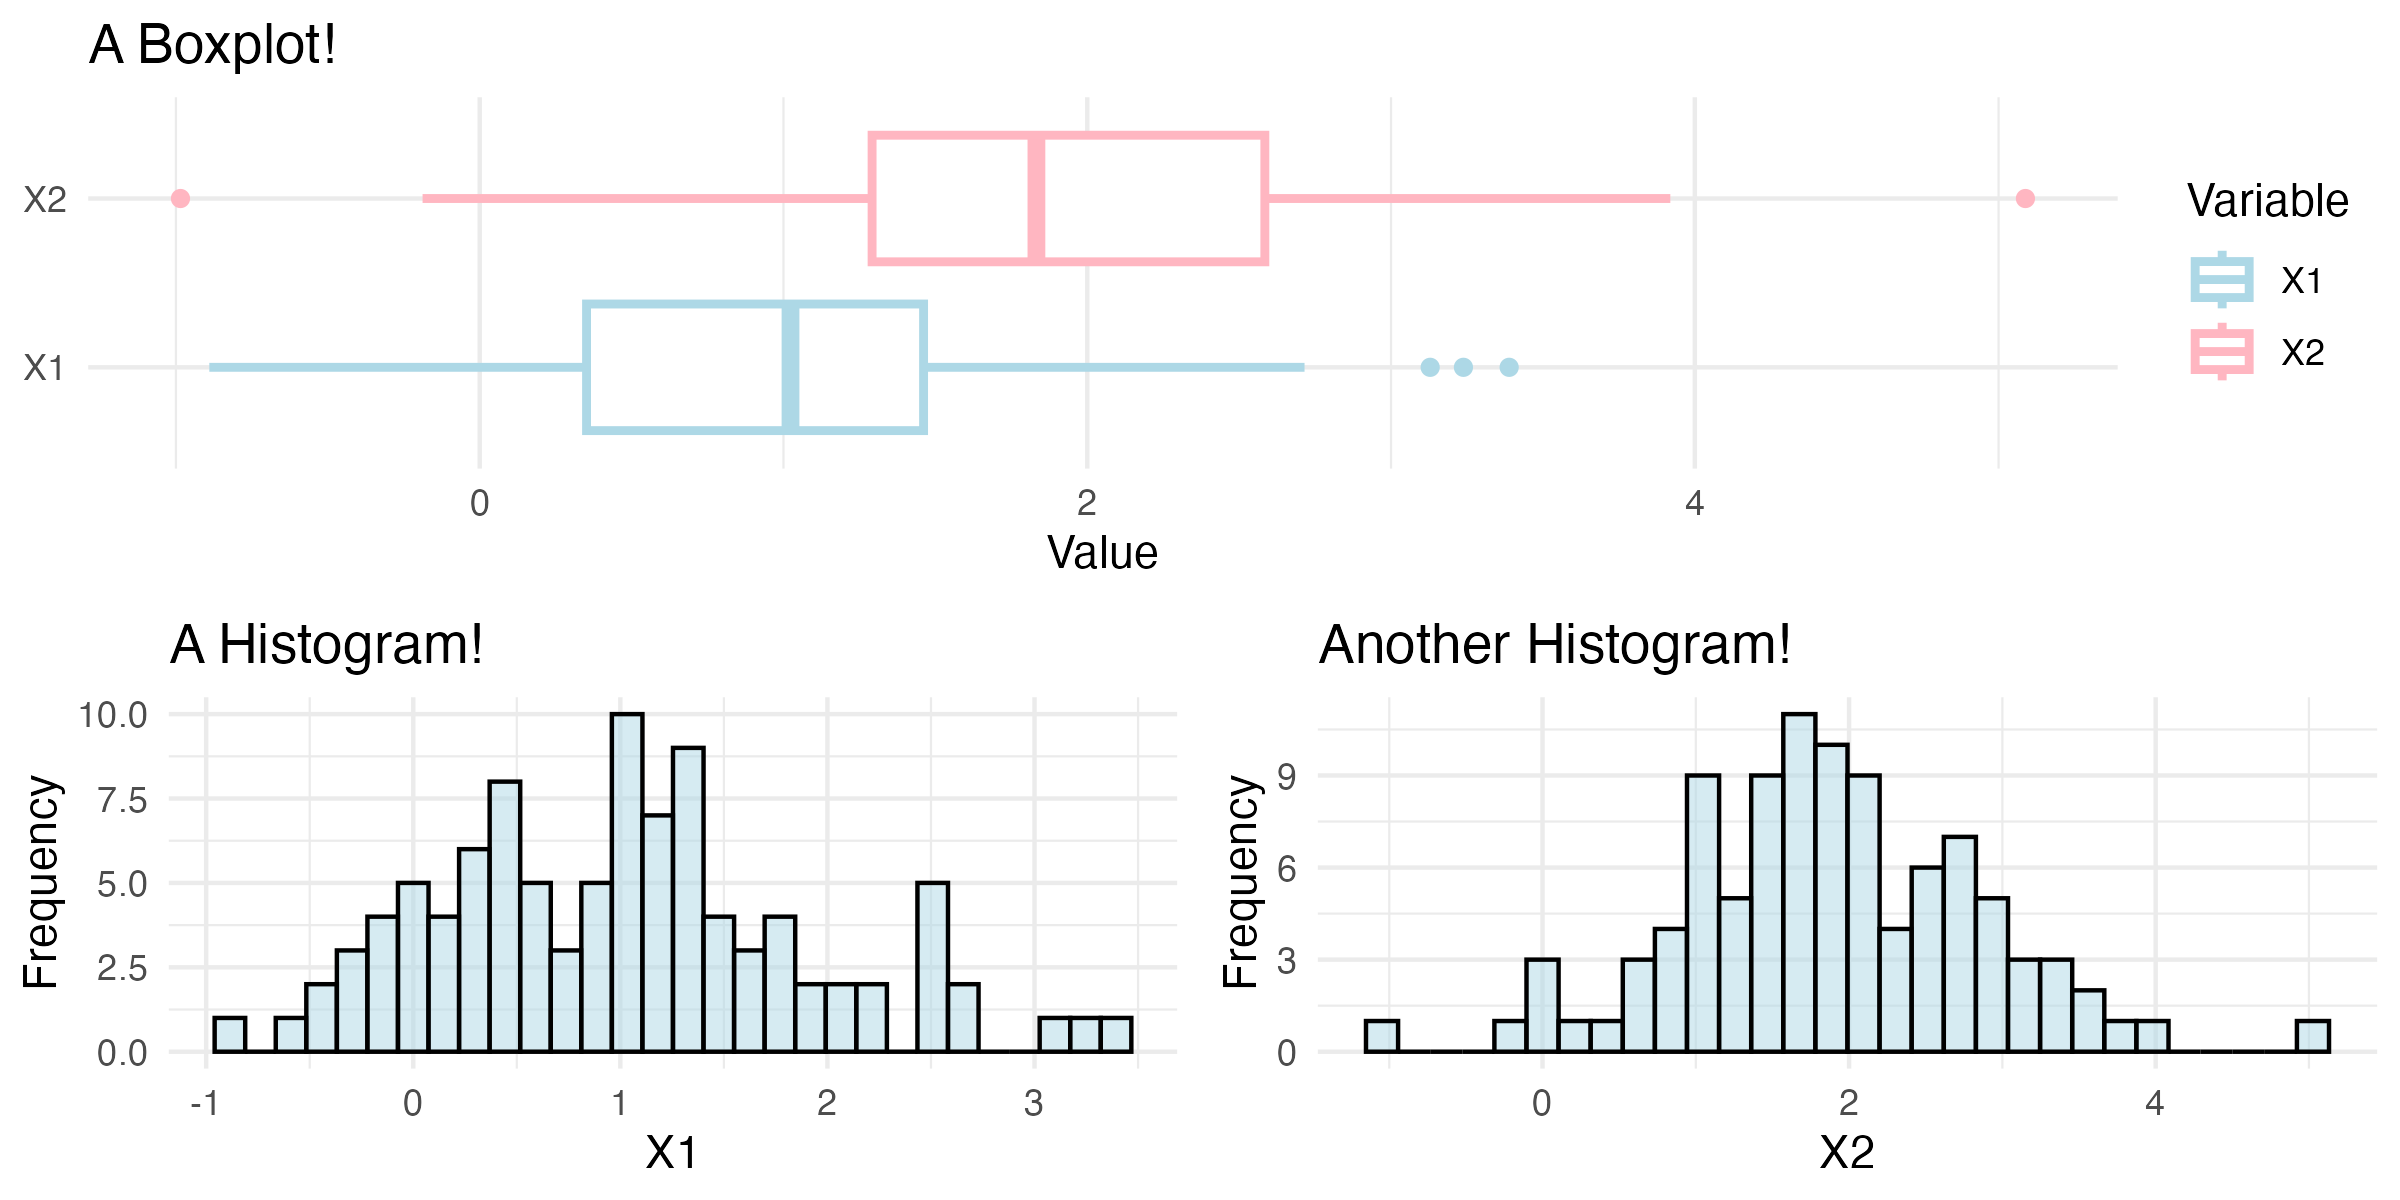 A Boxplot!
X2
X1
0 2 4
Value
Variable
X1
X2
A Histogram!
10.0
7.5
5.0
2.5
0.0
Frequency
-1 0 1 2 3
X1
Another Histogram!
9
6
3
0
Frequency
0 2 4
X2